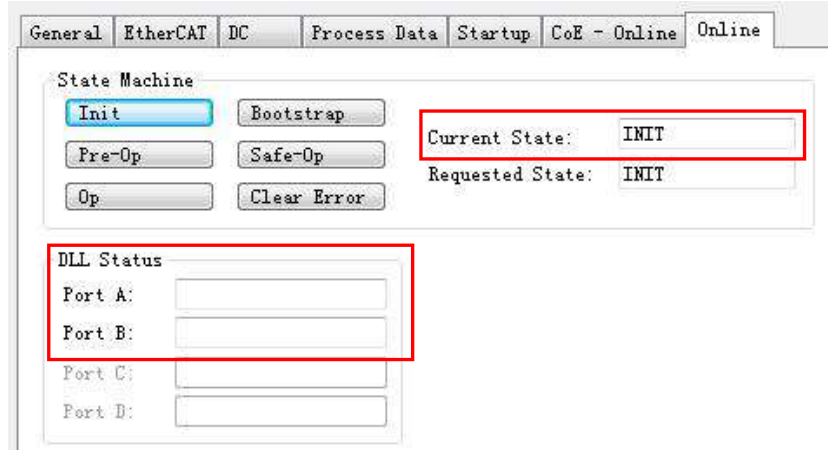 General EtherCAT DC Process Data Startup CoE - Online Online
State Machine
Init Bootstrap
Current State: INIT
Pre-Op Safe-Op
Requested State: INIT
Op Clear Error
DLL Status
Port A:
Port B:
Port C:
Port D: